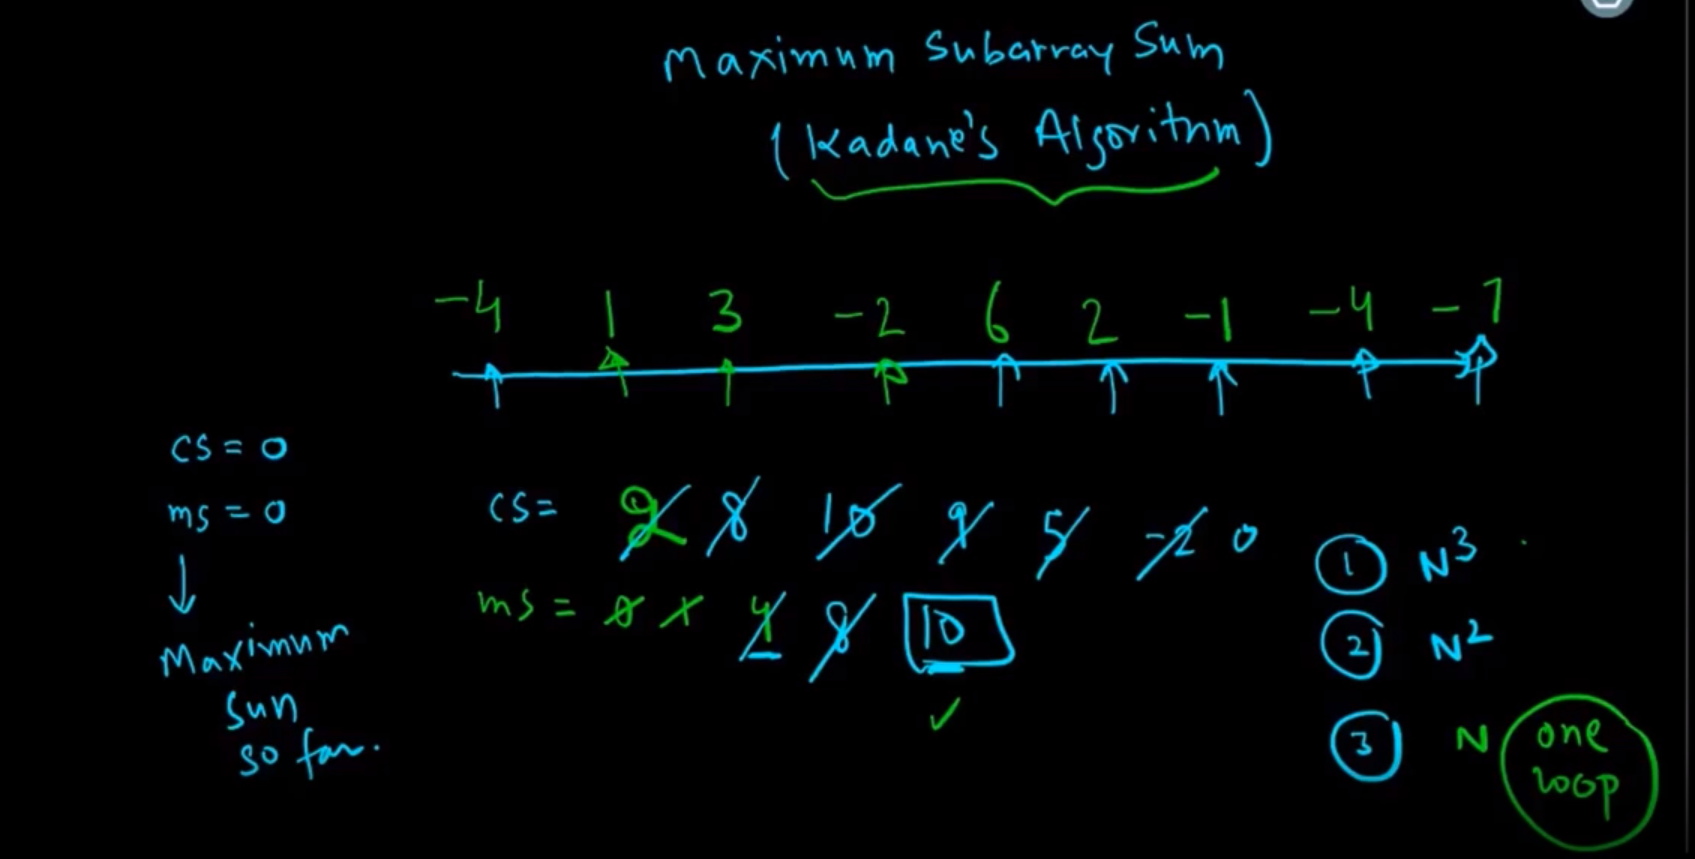 Maximum Subarray Sum
(Kadane's Algorithm)
-4 1 3 -2 6 2 -1 -4 -7
cs = 0
ms = 0
Maximum
Sum
so far.
cs = 2 8 10 9 5 -2 0
ms = 0 1 4 8 10
1 N³
2 N²
3 N one
loop